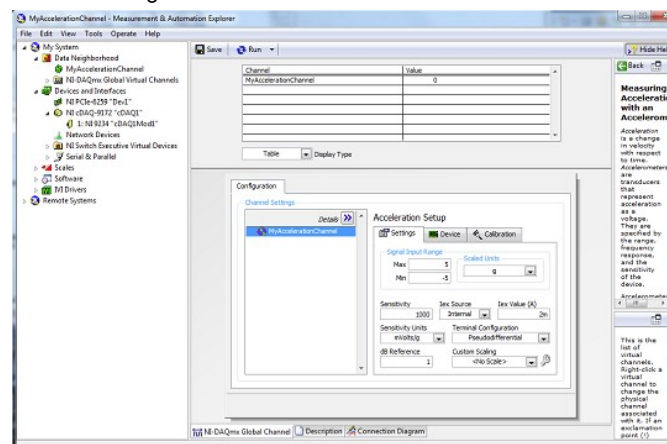 MyAccelerationChannel - Measurement & Automation Explorer
File Edit View Tools Operate Help
My System
Data Neighborhood
MyAccelerationChannel
NI-DAQmx Global Virtual Channels
Devices and Interfaces
NI PCIe-6259 "Dev1"
NI cDAQ-9172 "cDAQ1"
1: NI 9234 "cDAQ1Mod1"
Network Devices
NI Switch Executive Virtual Devices
Serial & Parallel
Scales
Software
IVI Drivers
Remote Systems
Save Run
Channel Value
MyAccelerationChannel 0
Table Display Type
Configuration
Channel Settings
Details
MyAccelerationChannel
Acceleration Setup
Settings Device Calibration
Signal Input Range
Max 5
Min -5
Scaled Units
g
Sensitivity Iex Source Iex Value (A)
1000 Internal 2m
Sensitivity Units Terminal Configuration
mVolts/g Pseudodifferential
dB Reference Custom Scaling
1 <No Scale>
NI-DAQmx Global Channel Description Connection Diagram
Hide Hel
Back
Measuring
Accelerati
with an
Accelerom
Acceleration
is a change
in velocity
with respect
to time.
Accelerometers
are
transducers
that
represent
acceleration
as a
voltage.
They are
specified by
the range,
frequency
response,
and the
sensitivity
of the
device.
Accelerometer
This is the
list of
virtual
channels.
Right-click a
virtual
channel to
change the
physical
channel
associated
with it. If an
exclamation
point (!)